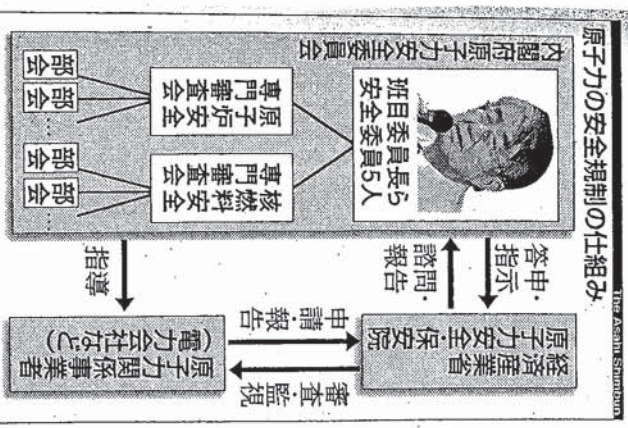 原子力の安全規制の仕組み
The Asahi Shimbun
内閣府原子力安全委員会
班目委員長ら
安全委員5人
原子炉安全
専門審査会
核燃料安全
専門審査会
部会
部会
…
部会
部会
…
答申・
指示
諮問・
報告
指導
経済産業省
原子力安全・保安院
申請・
報告
審査・監視
原子力関係事業者
(電力会社など)